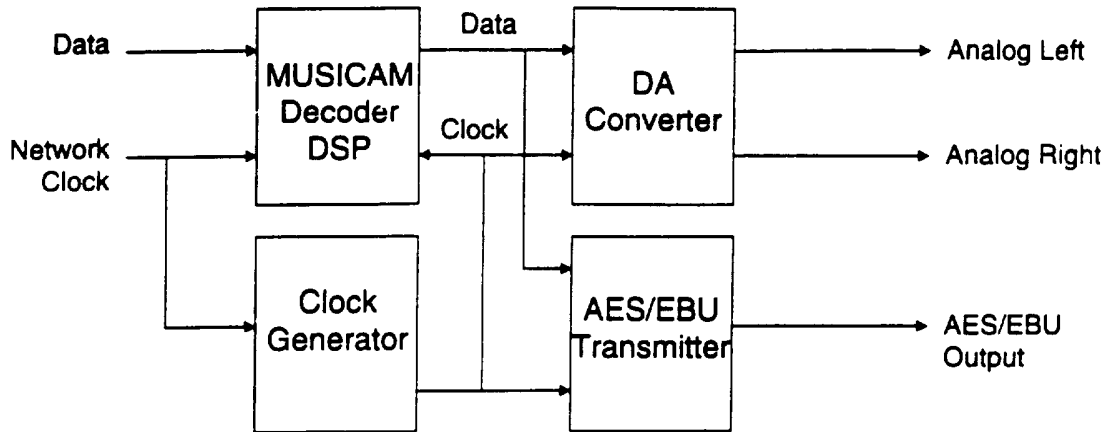 Data
Network
Clock
MUSICAM
Decoder
DSP
Data
Clock
DA
Converter
Analog Left
Analog Right
Clock
Generator
AES/EBU
Transmitter
AES/EBU
Output